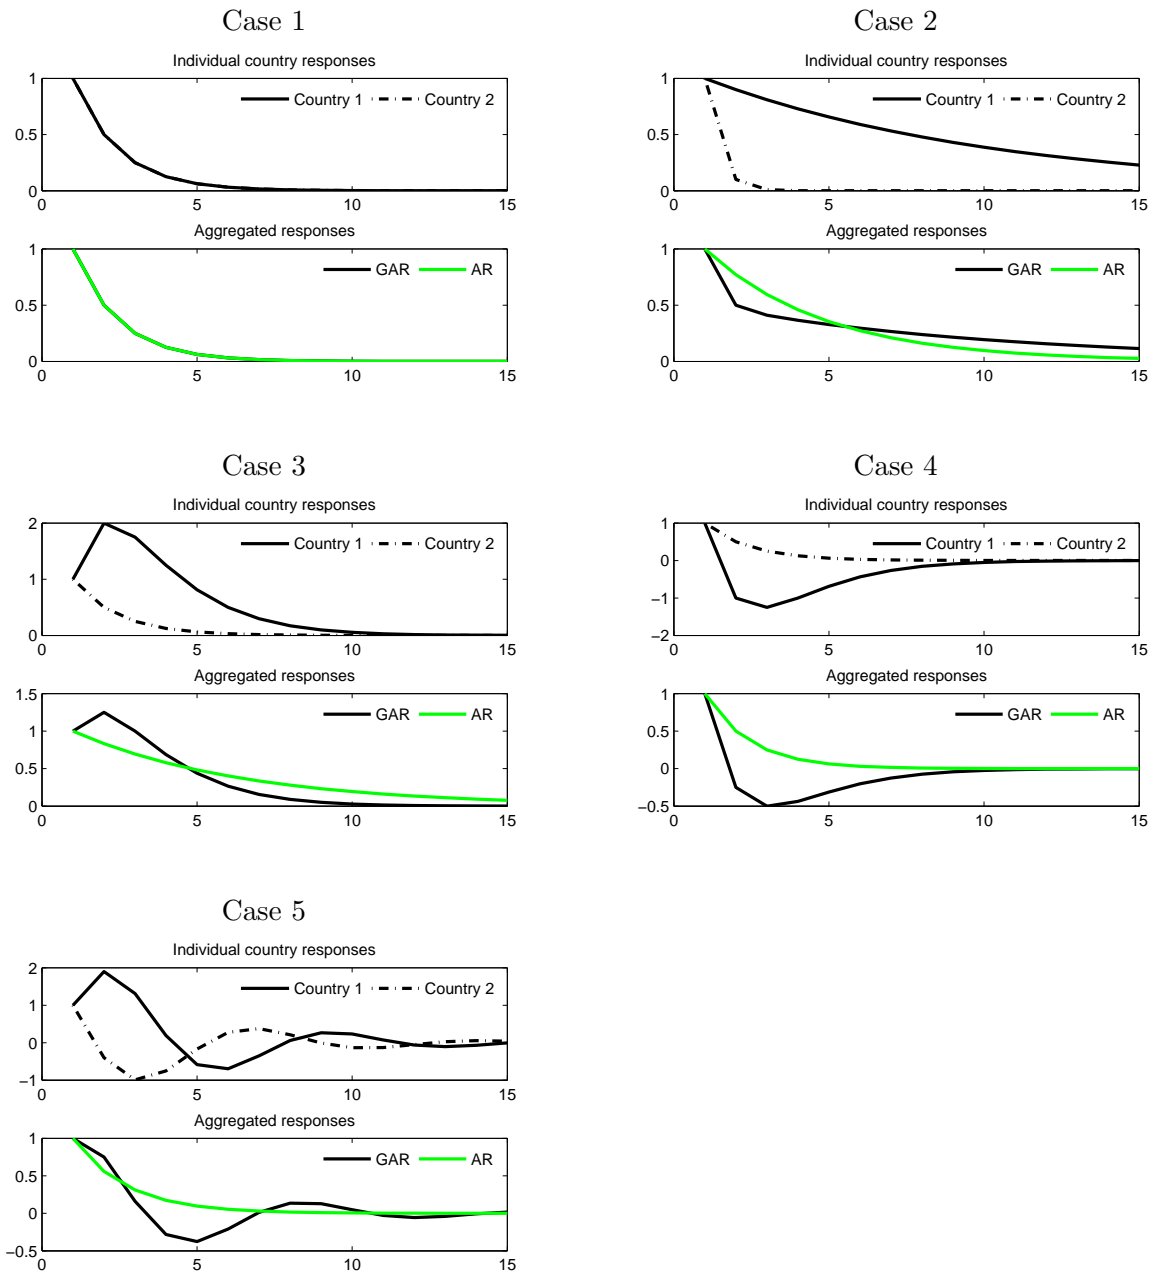 Case 1
Individual country responses
Country 1 Country 2
1
0.5
0
0 5 10 15
Aggregated responses
GAR AR
1
0.5
0
0 5 10 15
Case 2
Individual country responses
Country 1 Country 2
1
0.5
0
0 5 10 15
Aggregated responses
GAR AR
1
0.5
0
0 5 10 15
Case 3
Individual country responses
Country 1 Country 2
2
1
0
0 5 10 15
Aggregated responses
GAR AR
1.5
1
0.5
0
0 5 10 15
Case 4
Individual country responses
Country 1 Country 2
1
0
−1
−2
0 5 10 15
Aggregated responses
GAR AR
1
0.5
0
−0.5
0 5 10 15
Case 5
Individual country responses
Country 1 Country 2
2
1
0
−1
0 5 10 15
Aggregated responses
GAR AR
1
0.5
0
−0.5
0 5 10 15